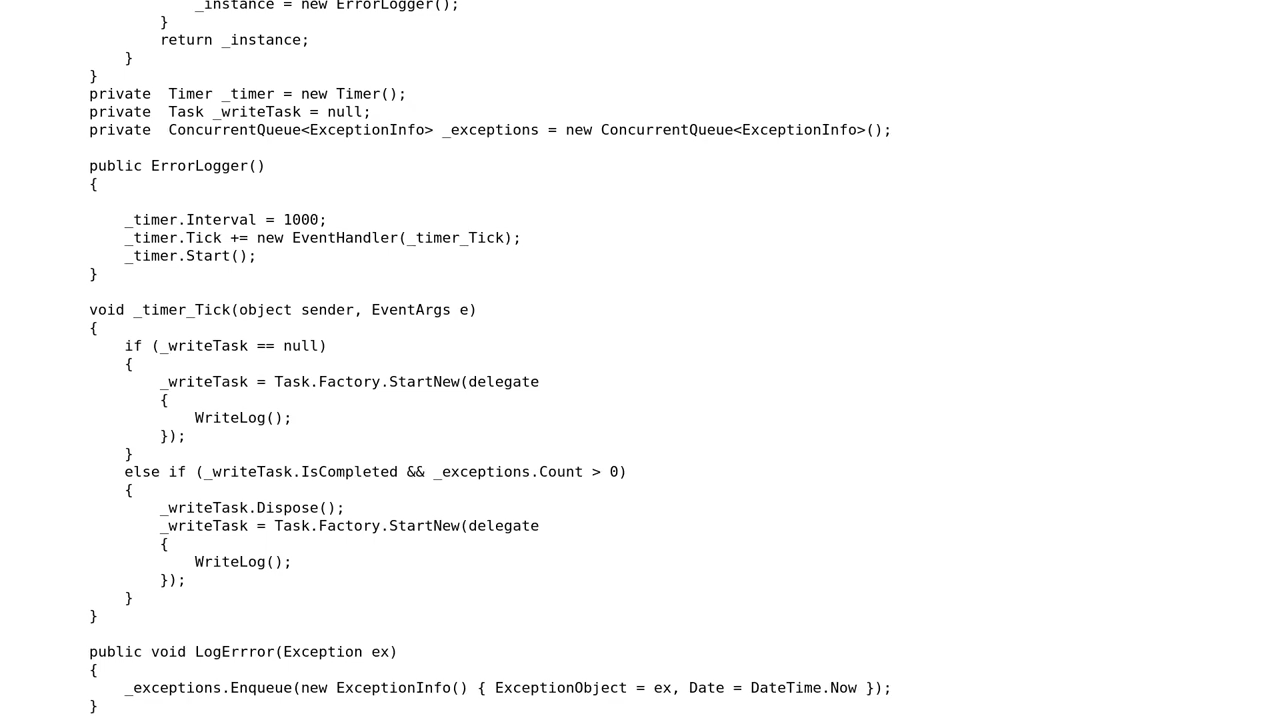 _instance = new ErrorLogger();
}
return _instance;
}
}
private  Timer _timer = new Timer();
private  Task _writeTask = null;
private  ConcurrentQueue<ExceptionInfo> _exceptions = new ConcurrentQueue<ExceptionInfo>();
public ErrorLogger()
{
_timer.Interval = 1000;
_timer.Tick += new EventHandler(_timer_Tick);
_timer.Start();
}
void _timer_Tick(object sender, EventArgs e)
{
if (_writeTask == null)
{
_writeTask = Task.Factory.StartNew(delegate
{
WriteLog();
});
}
else if (_writeTask.IsCompleted && _exceptions.Count > 0)
{
_writeTask.Dispose();
_writeTask = Task.Factory.StartNew(delegate
{
WriteLog();
});
}
}
public void LogErrror(Exception ex)
{
_exceptions.Enqueue(new ExceptionInfo() { ExceptionObject = ex, Date = DateTime.Now });
}